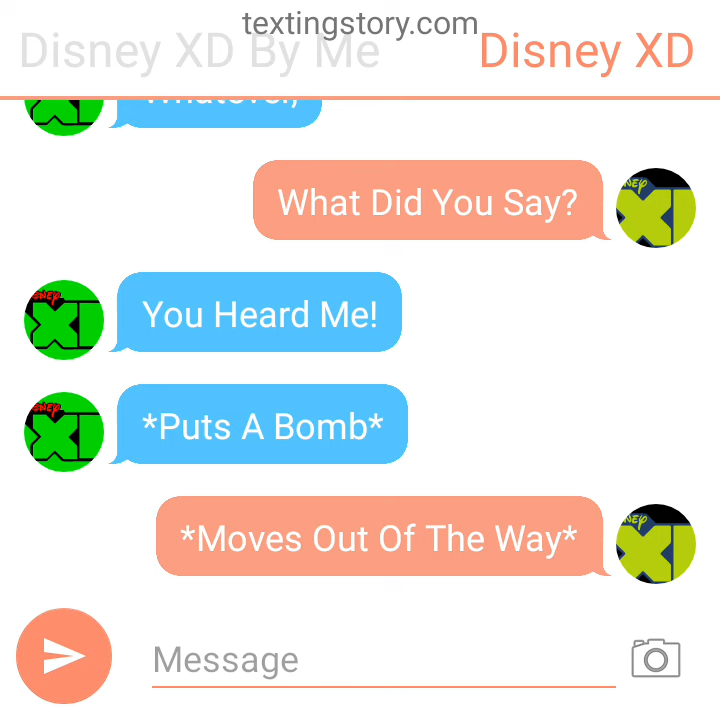 textingstory.com
Disney XD By Me
Disney XD
Whatever,
What Did You Say?
You Heard Me!
*Puts A Bomb*
*Moves Out Of The Way*
Message